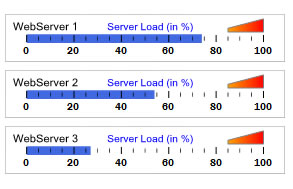 WebServer 1 Server Load (in %)
0 20 40 60 80 100
WebServer 2 Server Load (in %)
0 20 40 60 80 100
WebServer 3 Server Load (in %)
0 20 40 60 80 100